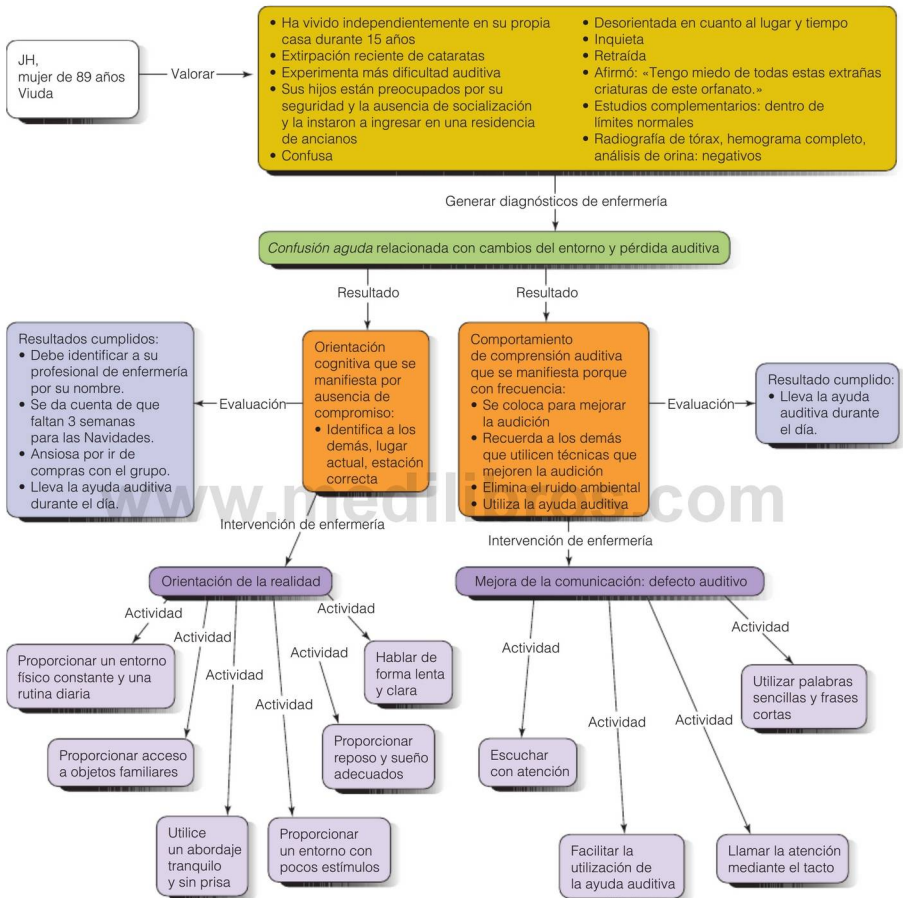 JH,
mujer de 89 años
Viuda
Valorar
• Ha vivido independientemente en su propia
casa durante 15 años
• Extirpación reciente de cataratas
• Experimenta más dificultad auditiva
• Sus hijos están preocupados por su
seguridad y la ausencia de socialización
y la instaron a ingresar en una residencia
de ancianos
• Confusa
• Desorientada en cuanto al lugar y tiempo
• Inquieta
• Retraída
• Afirmó: «Tengo miedo de todas estas extrañas
criaturas de este orfanato.»
• Estudios complementarios: dentro de
límites normales
• Radiografía de tórax, hemograma completo,
análisis de orina: negativos
Generar diagnósticos de enfermería
Confusión aguda relacionada con cambios del entorno y pérdida auditiva
Resultado
Resultado
Resultados cumplidos:
• Debe identificar a su
profesional de enfermería
por su nombre.
• Se da cuenta de que
faltan 3 semanas
para las Navidades.
• Ansiosa por ir de
compras con el grupo.
• Lleva la ayuda auditiva
durante el día.
Evaluación
Orientación
cognitiva que se
manifiesta por
ausencia de
compromiso:
• Identifica a los
demás, lugar
actual, estación
correcta
Comportamiento
de comprensión auditiva
que se manifiesta porque
con frecuencia:
• Se coloca para mejorar
la audición
• Recuerda a los demás
que utilicen técnicas que
mejoren la audición
• Elimina el ruido ambiental
• Utiliza la ayuda auditiva
Evaluación
Resultado cumplido:
• Lleva la ayuda
auditiva durante
el día.
www.medilibros.com
Intervención de enfermería
Intervención de enfermería
Orientación de la realidad
Mejora de la comunicación: defecto auditivo
Actividad
Actividad
Actividad
Actividad
Actividad
Actividad
Proporcionar un entorno
físico constante y una
rutina diaria
Proporcionar acceso
a objetos familiares
Utilice
un abordaje
tranquilo
y sin prisa
Proporcionar
un entorno con
pocos estímulos
Proporcionar
reposo y sueño
adecuados
Hablar de
forma lenta
y clara
Actividad
Actividad
Actividad
Actividad
Escuchar
con atención
Facilitar la
utilización de
la ayuda auditiva
Llamar la atención
mediante el tacto
Utilizar palabras
sencillas y frases
cortas